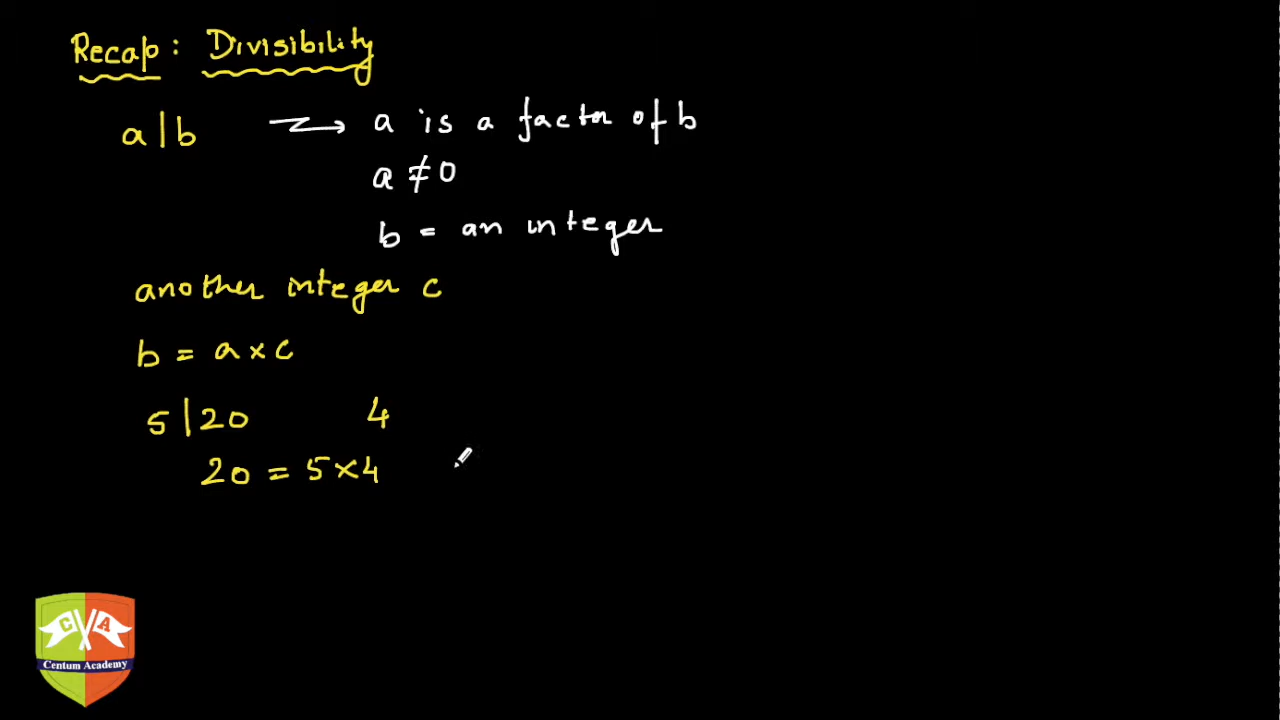 Recap: Divisibility
a|b → a is a factor of b
a ≠ 0
b = an integer
another integer c
b = a×c
5|20 4
20 = 5×4
C A
Centum Academy